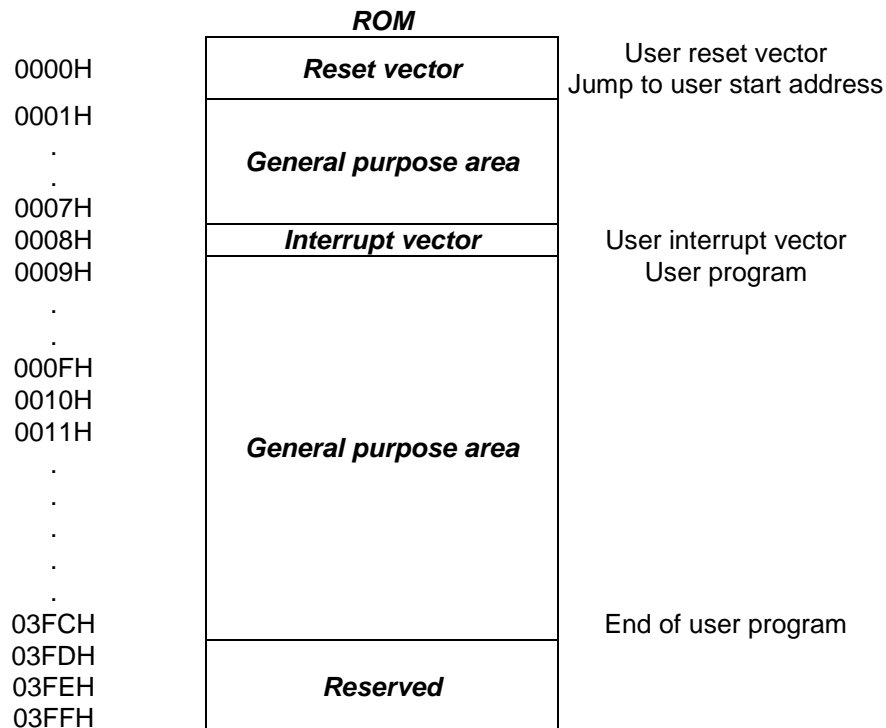 ROM
0000H Reset vector User reset vector
Jump to user start address
0001H
.
General purpose area
.
0007H
0008H Interrupt vector User interrupt vector
0009H User program
.
.
000FH
0010H
0011H
General purpose area
.
.
.
.
.
03FCH End of user program
03FDH
03FEH Reserved
03FFH